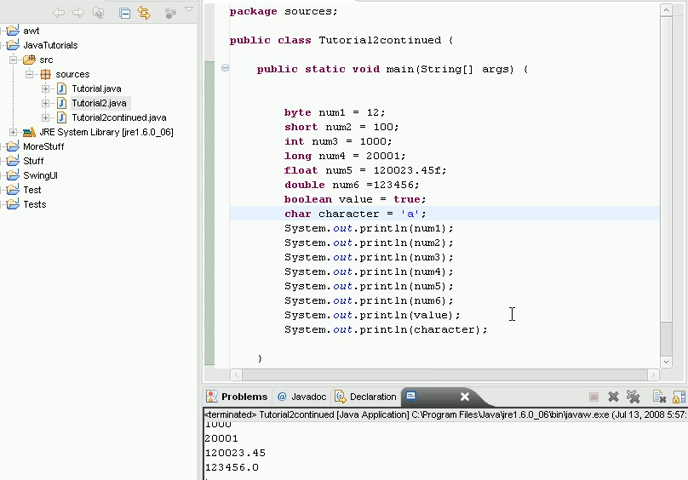 awt
JavaTutorials
src
sources
Tutorial.java
Tutorial2.java
Tutorial2continued.java
JRE System Library [jre1.6.0_06]
MoreStuff
Stuff
SwingUI
Test
Tests
package sources;
public class Tutorial2continued {
public static void main(String[] args) {
byte num1 = 12;
short num2 = 100;
int num3 = 1000;
long num4 = 20001;
float num5 = 120023.45f;
double num6 =123456;
boolean value = true;
char character = 'a';
System.out.println(num1);
System.out.println(num2);
System.out.println(num3);
System.out.println(num4);
System.out.println(num5);
System.out.println(num6);
System.out.println(value);
System.out.println(character);
}
Problems @ Javadoc Declaration
<terminated> Tutorial2continued [Java Application] C:\Program Files\Java\jre1.6.0_06\bin\javaw.exe (Jul 13, 2008 5:57:
1000
20001
120023.45
123456.0